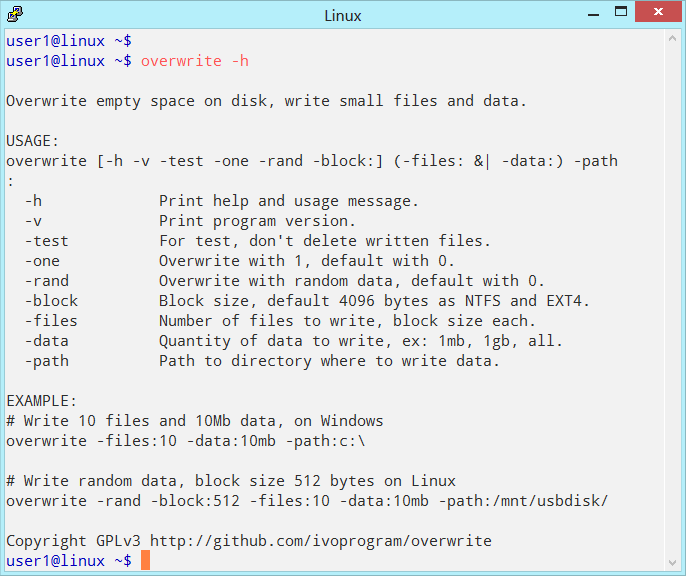 Linux
user1@linux ~$
user1@linux ~$ overwrite -h
Overwrite empty space on disk, write small files and data.
USAGE:
overwrite [-h -v -test -one -rand -block:] (-files: &| -data:) -path
:
-h Print help and usage message.
-v Print program version.
-test For test, don't delete written files.
-one Overwrite with 1, default with 0.
-rand Overwrite with random data, default with 0.
-block Block size, default 4096 bytes as NTFS and EXT4.
-files Number of files to write, block size each.
-data Quantity of data to write, ex: 1mb, 1gb, all.
-path Path to directory where to write data.
EXAMPLE:
# Write 10 files and 10Mb data, on Windows
overwrite -files:10 -data:10mb -path:c:\
# Write random data, block size 512 bytes on Linux
overwrite -rand -block:512 -files:10 -data:10mb -path:/mnt/usbdisk/
Copyright GPLv3 http://github.com/ivoprogram/overwrite
user1@linux ~$